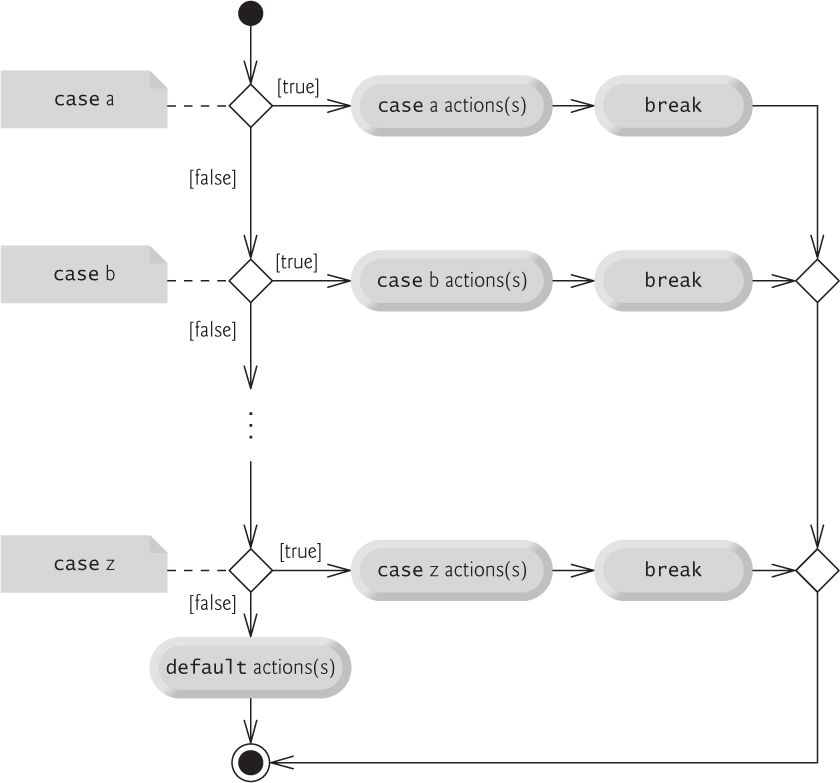 [true]
case a
case a actions(s)
break
[false]
[true]
case b
case b actions(s)
break
[false]
[true]
case z
case z actions(s)
break
[false]
default actions(s)